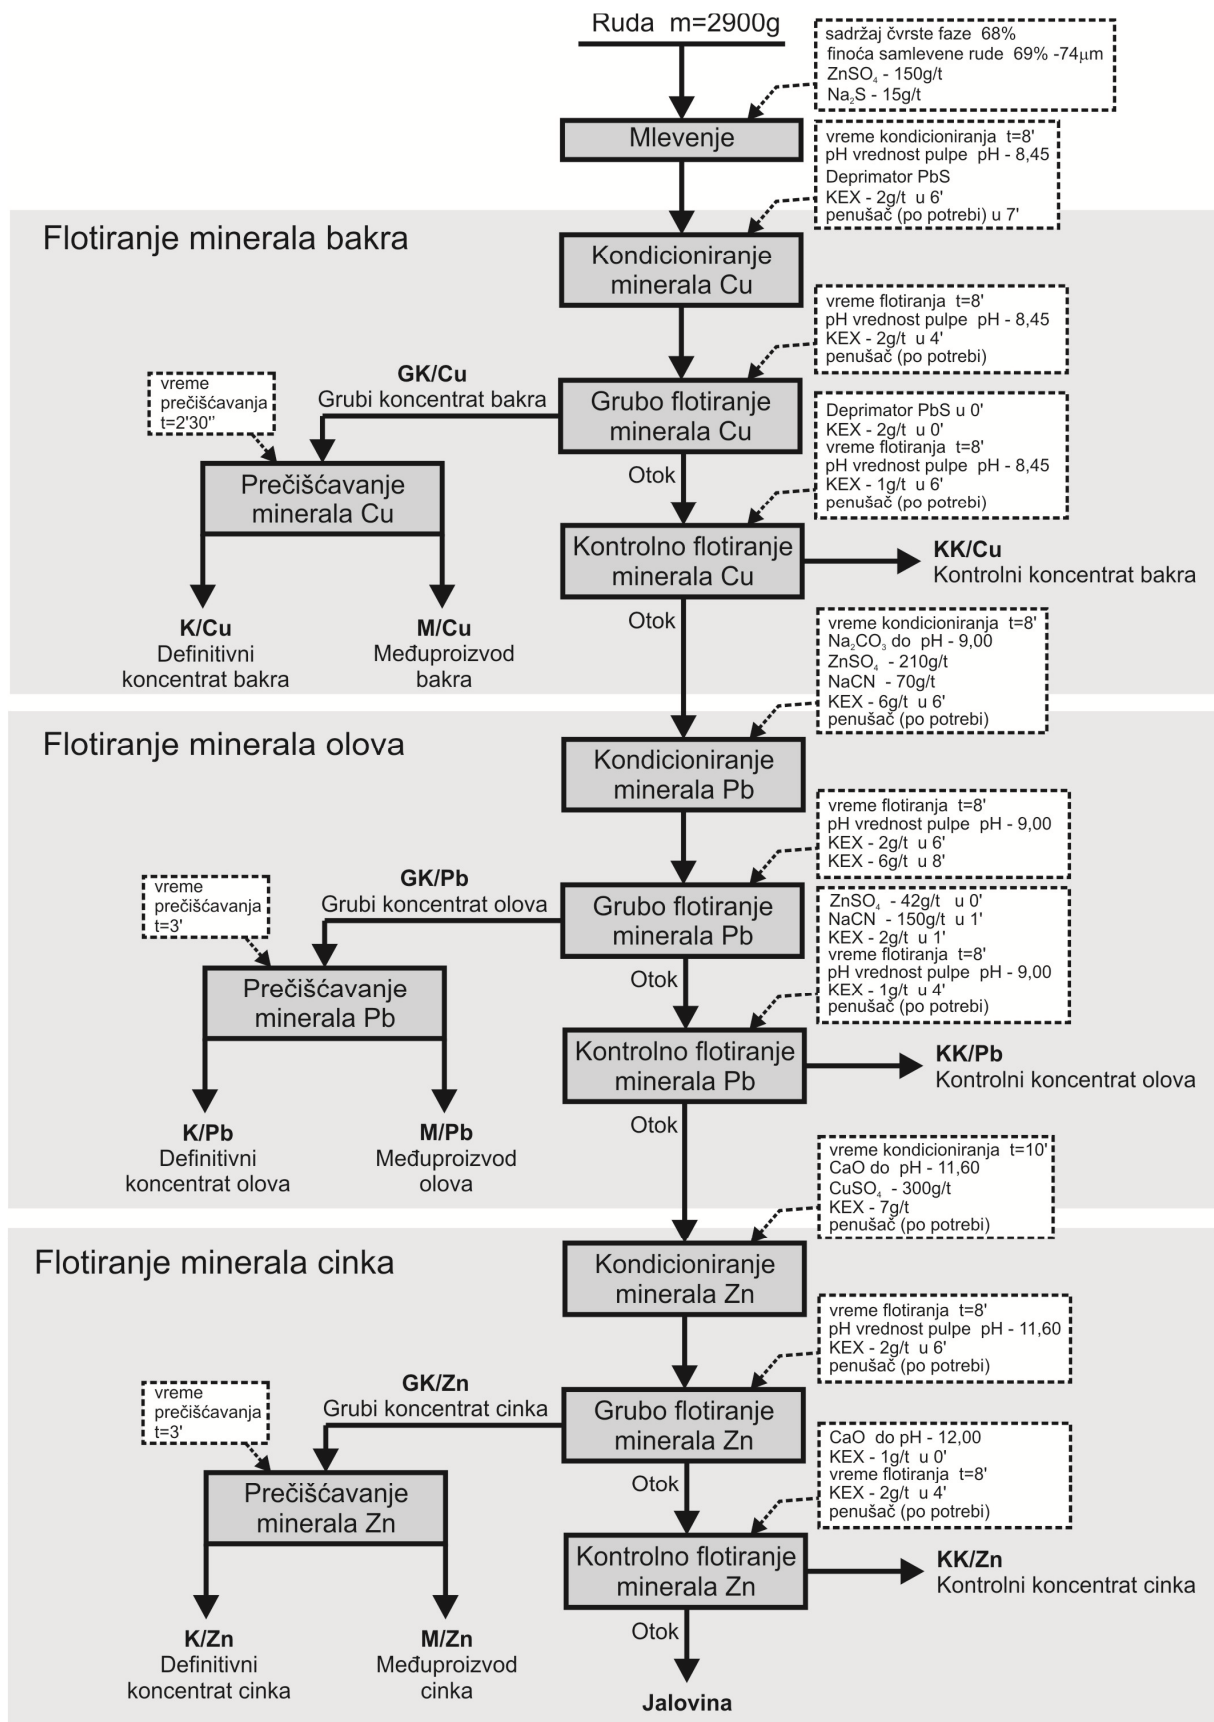 Ruda m=2900g
sadržaj čvrste faze 68%
finoća samlevene rude 69% -74μm
ZnSO₄ - 150g/t
Na₂S - 15g/t
Mlevenje
vreme kondicioniranja t=8'
pH vrednost pulpe pH - 8,45
Deprimator PbS
KEX - 2g/t u 6'
penušač (po potrebi) u 7'
Flotiranje minerala bakra
Kondicioniranje
minerala Cu
vreme flotiranja t=8'
pH vrednost pulpe pH - 8,45
KEX - 2g/t u 4'
penušač (po potrebi)
GK/Cu
Grubi koncentrat bakra
vreme
prečišćavanja
t=2'30''
Grubo flotiranje
minerala Cu
Deprimator PbS u 0'
KEX - 2g/t u 0'
vreme flotiranja t=8'
pH vrednost pulpe pH - 8,45
KEX - 1g/t u 6'
penušač (po potrebi)
Otok
Prečišćavanje
minerala Cu
Kontrolno flotiranje
minerala Cu
KK/Cu
Kontrolni koncentrat bakra
Otok
K/Cu
Definitivni
koncentrat bakra
M/Cu
Međuproizvod
bakra
vreme kondicioniranja t=8'
Na₂CO₃ do pH - 9,00
ZnSO₄ - 210g/t
NaCN - 70g/t
KEX - 6g/t u 6'
penušač (po potrebi)
Flotiranje minerala olova
Kondicioniranje
minerala Pb
vreme flotiranja t=8'
pH vrednost pulpe pH - 9,00
KEX - 2g/t u 6'
KEX - 6g/t u 8'
GK/Pb
Grubi koncentrat olova
vreme
prečišćavanja
t=3'
Grubo flotiranje
minerala Pb
ZnSO₄ - 42g/t u 0'
NaCN - 150g/t u 1'
KEX - 2g/t u 1'
vreme flotiranja t=8'
pH vrednost pulpe pH - 9,00
KEX - 1g/t u 4'
penušač (po potrebi)
Otok
Prečišćavanje
minerala Pb
Kontrolno flotiranje
minerala Pb
KK/Pb
Kontrolni koncentrat olova
Otok
K/Pb
Definitivni
koncentrat olova
M/Pb
Međuproizvod
olova
vreme kondicioniranja t=10'
CaO do pH - 11,60
CuSO₄ - 300g/t
KEX - 7g/t
penušač (po potrebi)
Flotiranje minerala cinka
Kondicioniranje
minerala Zn
vreme flotiranja t=8'
pH vrednost pulpe pH - 11,60
KEX - 2g/t u 6'
penušač (po potrebi)
GK/Zn
Grubi koncentrat cinka
vreme
prečišćavanja
t=3'
Grubo flotiranje
minerala Zn
CaO do pH - 12,00
KEX - 1g/t u 0'
vreme flotiranja t=8'
KEX - 2g/t u 4'
penušač (po potrebi)
Otok
Prečišćavanje
minerala Zn
Kontrolno flotiranje
minerala Zn
KK/Zn
Kontrolni koncentrat cinka
Otok
K/Zn
Definitivni
koncentrat cinka
M/Zn
Međuproizvod
cinka
Jalovina